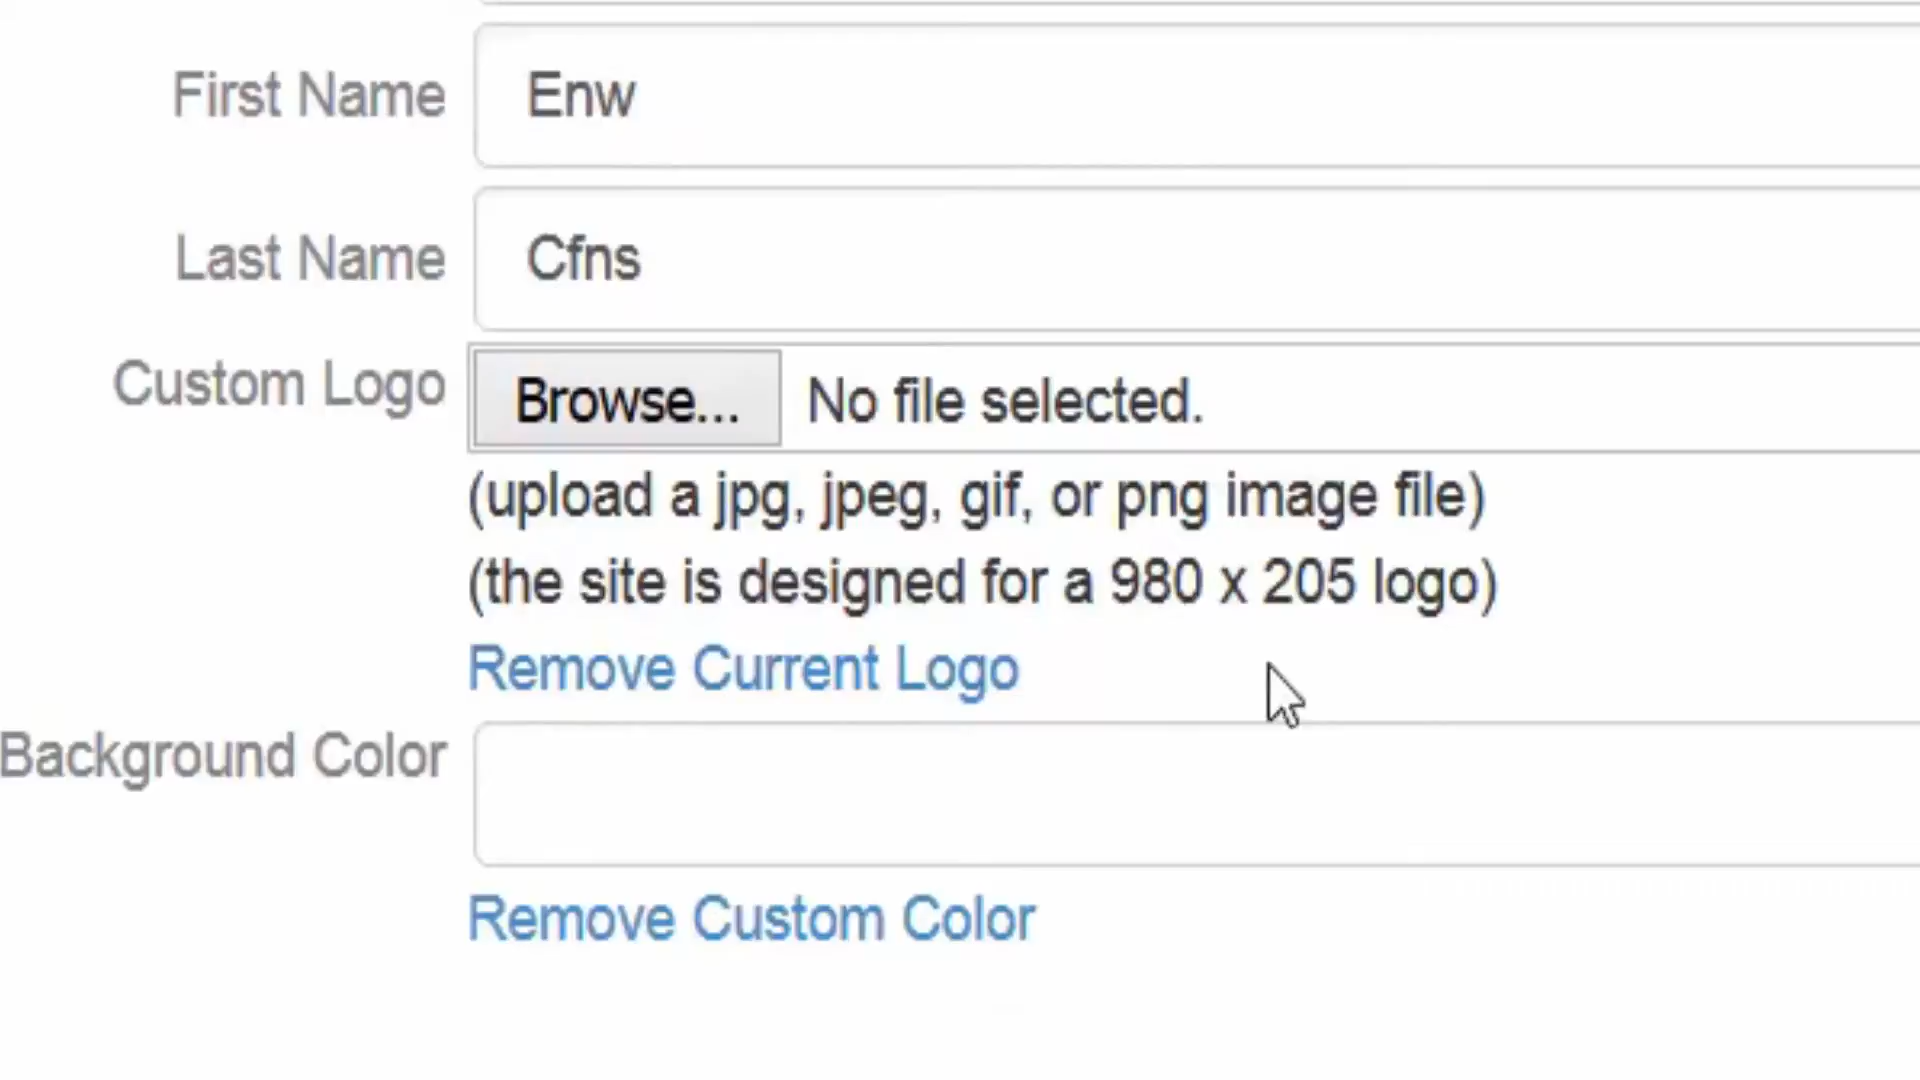 First Name Enw
Last Name Cfns
Custom Logo Browse... No file selected.
(upload a jpg, jpeg, gif, or png image file)
(the site is designed for a 980 x 205 logo)
Remove Current Logo
Background Color
Remove Custom Color